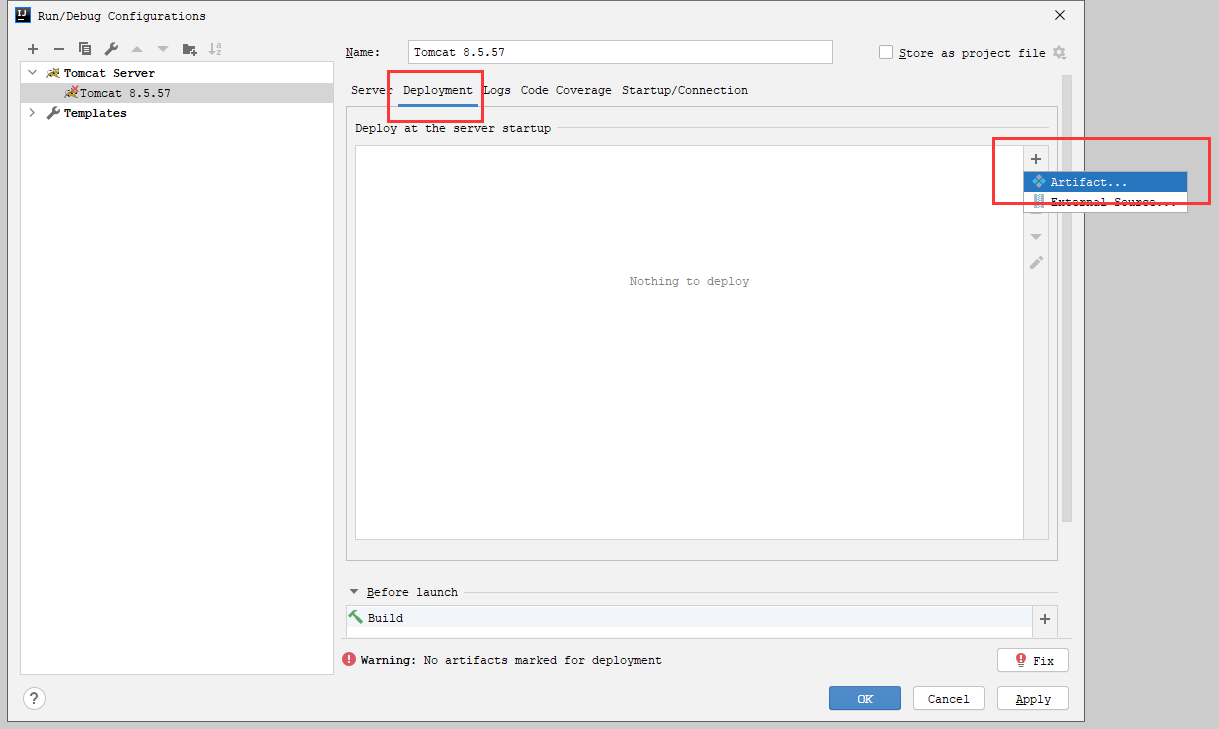 Run/Debug Configurations
Tomcat Server
Tomcat 8.5.57
Templates
Name:
Tomcat 8.5.57
Store as project file
Server Deployment Logs Code Coverage Startup/Connection
Deploy at the server startup
Artifact...
External Source...
Nothing to deploy
Before launch
Build
Warning: No artifacts marked for deployment
Fix
?
OK
Cancel
Apply